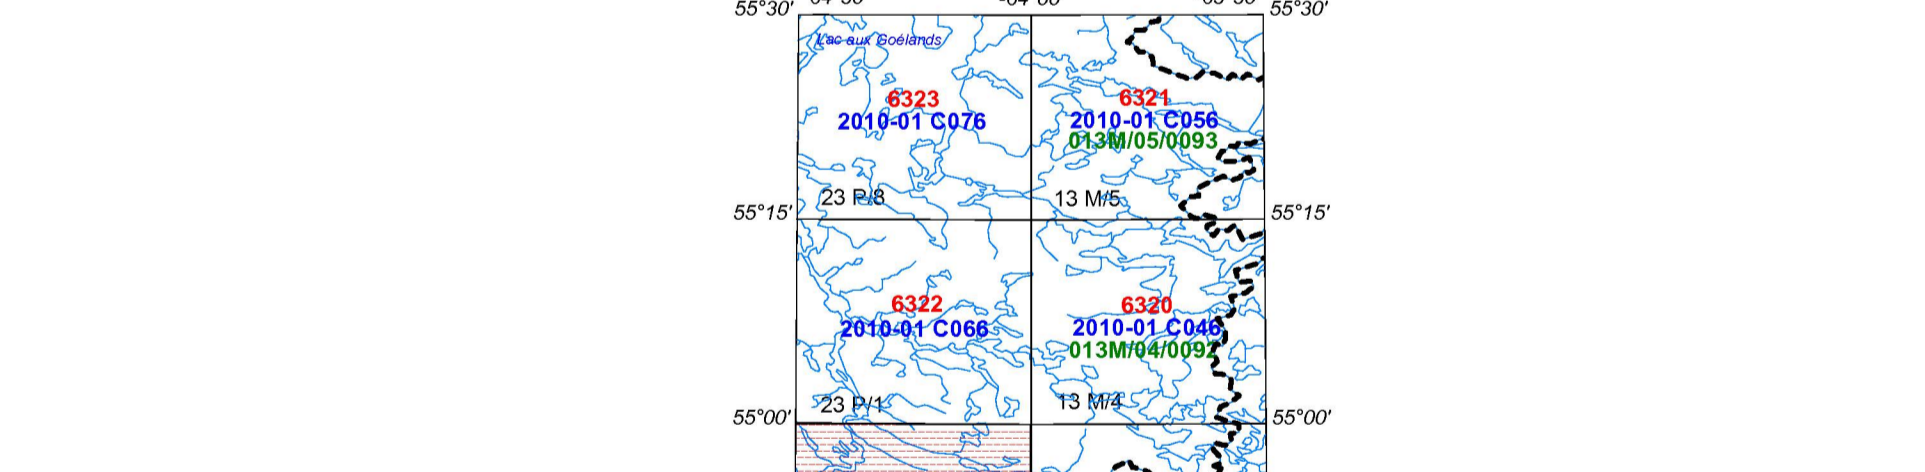 55°30' 55°30'
Lac aux Goélands
6323 6321
2010-01 C076 2010-01 C056
013M/05/0093
23 P/8 13 M/5
55°15' 55°15'
6322 6320
2010-01 C066 2010-01 C046
013M/04/0092
23 P/1 13 M/4
55°00' 55°00'